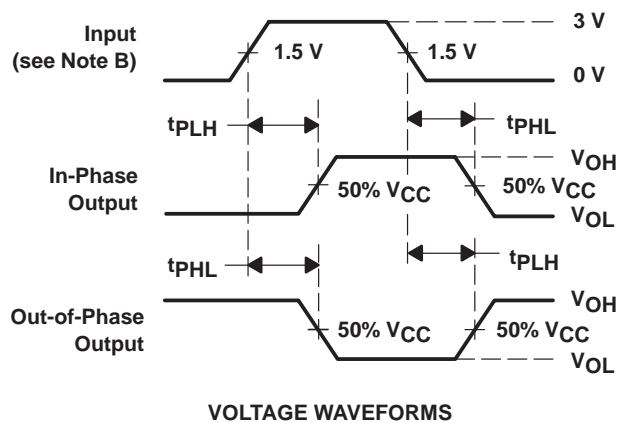 3 V
Input
(see Note B)
1.5 V
1.5 V
0 V
tPLH
tPHL
VOH
In-Phase
Output
50% VCC
50% VCC
VOL
tPHL
tPLH
VOH
Out-of-Phase
Output
50% VCC
50% VCC
VOL
VOLTAGE WAVEFORMS